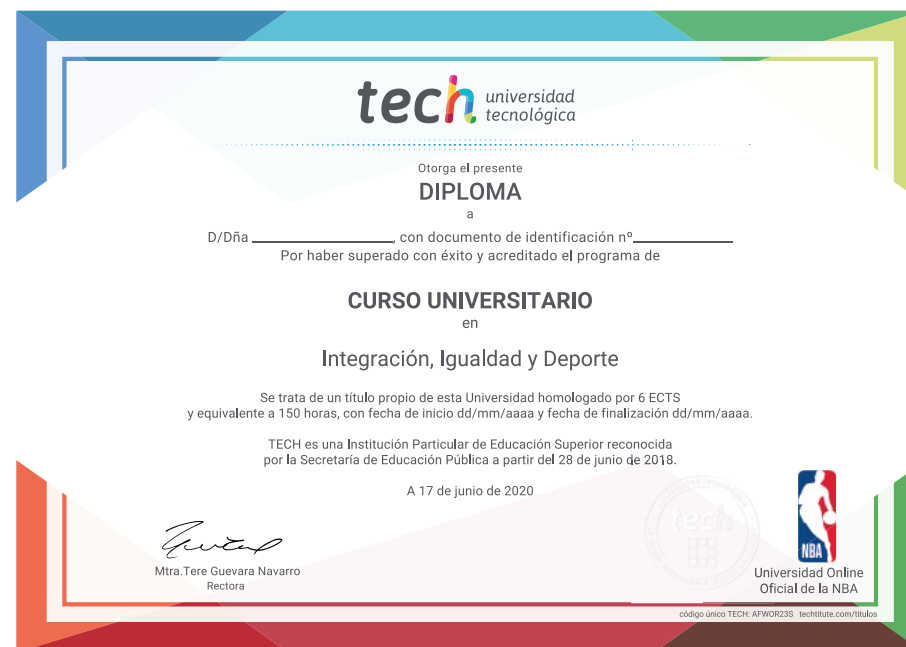 tech universidad
tecnológica
Otorga el presente
DIPLOMA
a
D/Dña ________________, con documento de identificación nº____________
Por haber superado con éxito y acreditado el programa de
CURSO UNIVERSITARIO
en
Integración, Igualdad y Deporte
Se trata de un título propio de esta Universidad homologado por 6 ECTS
y equivalente a 150 horas, con fecha de inicio dd/mm/aaaa y fecha de finalización dd/mm/aaaa.
TECH es una Institución Particular de Educación Superior reconocida
por la Secretaría de Educación Pública a partir del 28 de junio de 2018.
A 17 de junio de 2020
tech
Mtra.Tere Guevara Navarro
Rectora
NBA
Universidad Online
Oficial de la NBA
código único TECH: AFWOR23S techtitute.com/titulos